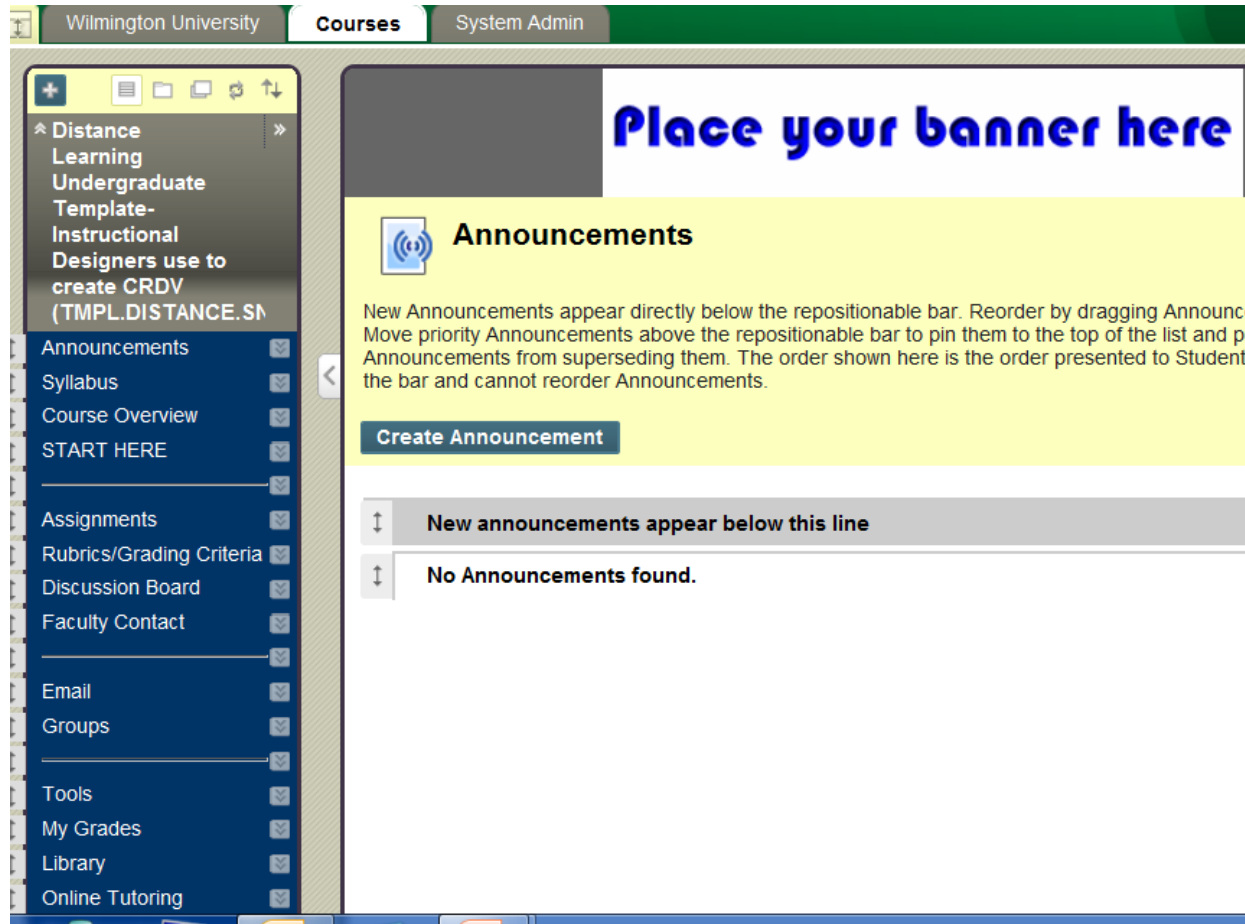 Wilmington University Courses System Admin
Distance
Learning
Undergraduate
Template-
Instructional
Designers use to
create CRDV
(TMPL.DISTANCE.SN
Announcements
Syllabus
Course Overview
START HERE
Assignments
Rubrics/Grading Criteria
Discussion Board
Faculty Contact
Email
Groups
Tools
My Grades
Library
Online Tutoring
Place your banner here
Announcements
New Announcements appear directly below the repositionable bar. Reorder by dragging Announc
Move priority Announcements above the repositionable bar to pin them to the top of the list and p
Announcements from superseding them. The order shown here is the order presented to Student
the bar and cannot reorder Announcements.
Create Announcement
New announcements appear below this line
No Announcements found.